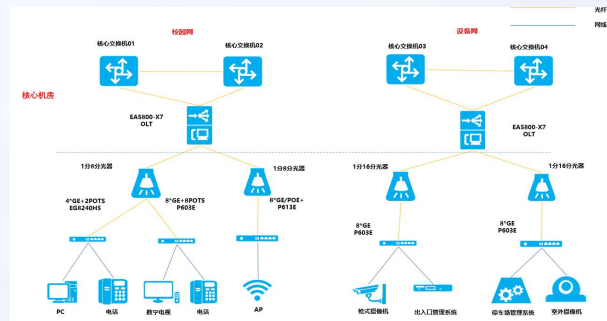 光纤
网线
校园网
设备网
核心交换机01
核心交换机02
核心交换机03
核心交换机04
核心机房
EA5800-X7
OLT
EA5800-X7
OLT
1分8分光器
1分8分光器
1分16分光器
1分16分光器
4*GE+2POTS
EG8240H5
8*GE+8POTS
P603E
8*GE/POE+
P613E
8*GE
P603E
8*GE
P603E
PC
电话
数字电视
电话
AP
枪式摄像机
出入口管理系统
停车场管理系统
室外摄像机